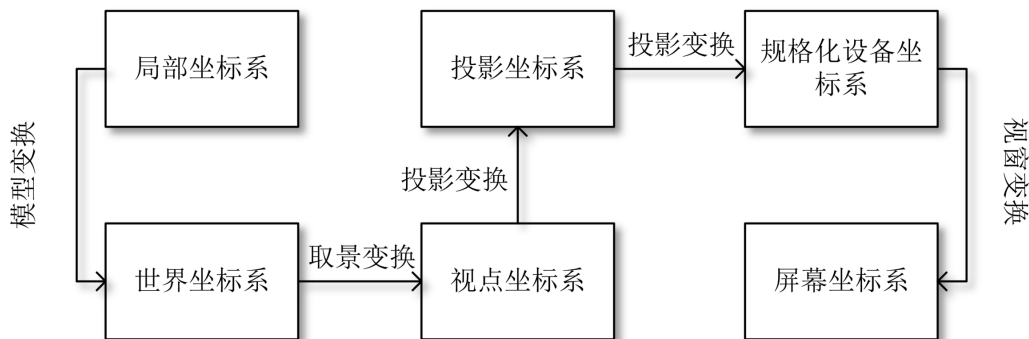 局部坐标系
模型变换
世界坐标系
取景变换
视点坐标系
投影变换
投影坐标系
投影变换
规格化设备坐
标系
视窗变换
屏幕坐标系